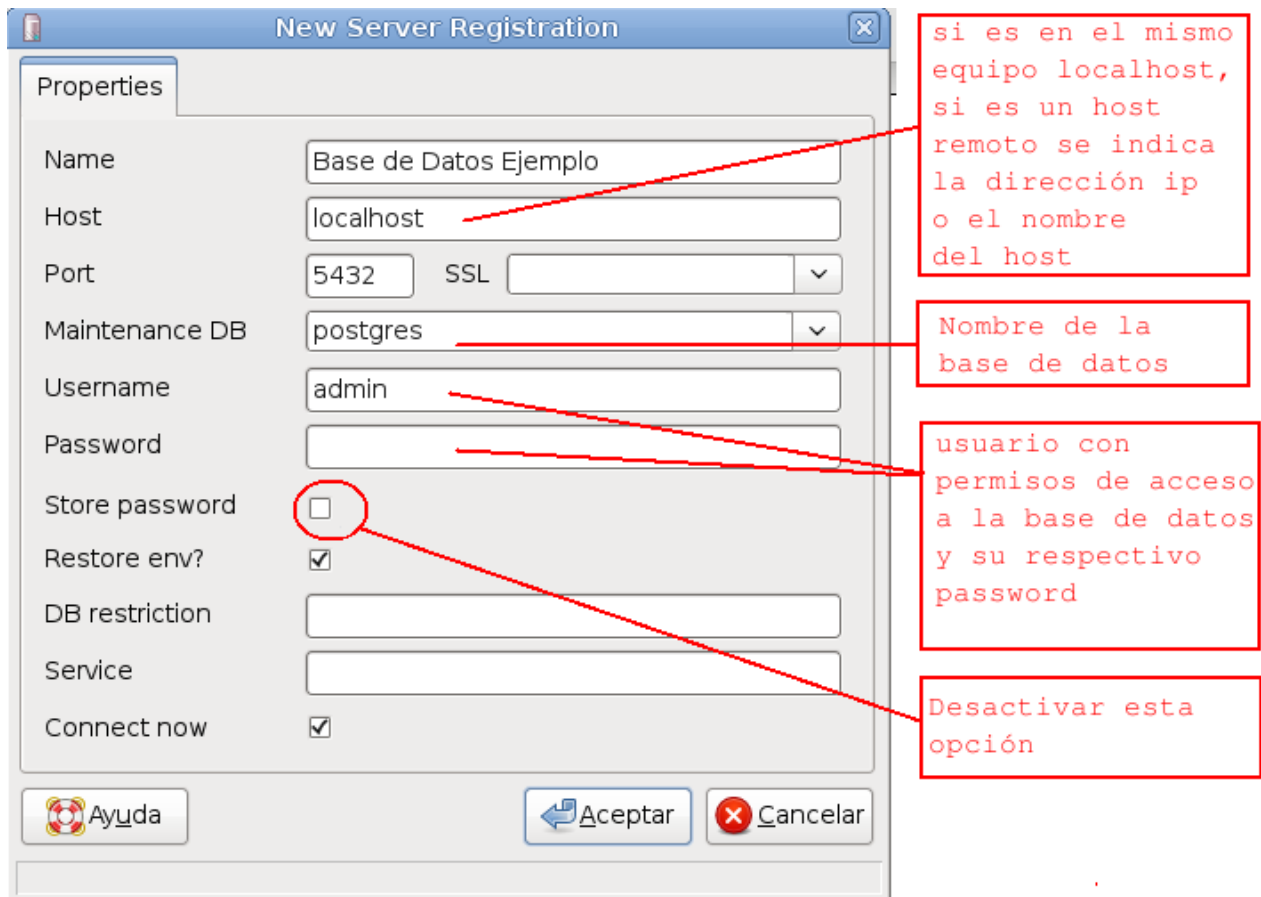 New Server Registration
Properties
Name
Base de Datos Ejemplo
Host
localhost
Port
5432
SSL
Maintenance DB
postgres
Username
admin
Password
Store password
Restore env?
DB restriction
Service
Connect now
Ayuda
Aceptar
Cancelar
si es en el mismo
equipo localhost,
si es un host
remoto se indica
la dirección ip
o el nombre
del host
Nombre de la
base de datos
usuario con
permisos de acceso
a la base de datos
y su respectivo
password
Desactivar esta
opción